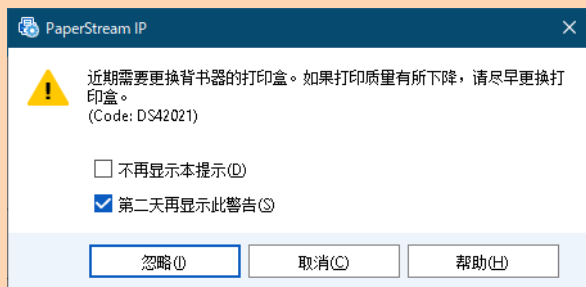 PaperStream IP
近期需要更换背书器的打印盒。如果打印质量有所下降，请尽早更换打
印盒。
(Code: DS42021)
不再显示本提示(D)
第二天再显示此警告(S)
忽略(I) 取消(C) 帮助(H)